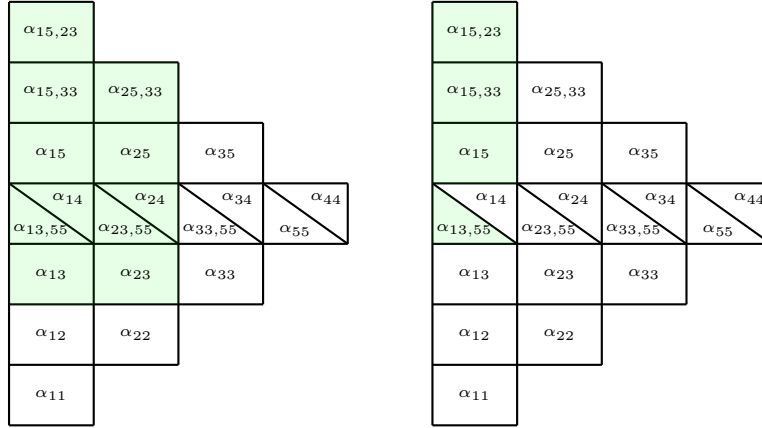 α15,23 α15,23
α15,33 α25,33 α15,33 α25,33
α15 α25 α35 α15 α25 α35
α14 α24 α34 α44 α14 α24 α34 α44
α13,55 α23,55 α33,55 α55 α13,55 α23,55 α33,55 α55
α13 α23 α33 α13 α23 α33
α12 α22 α12 α22
α11 α11